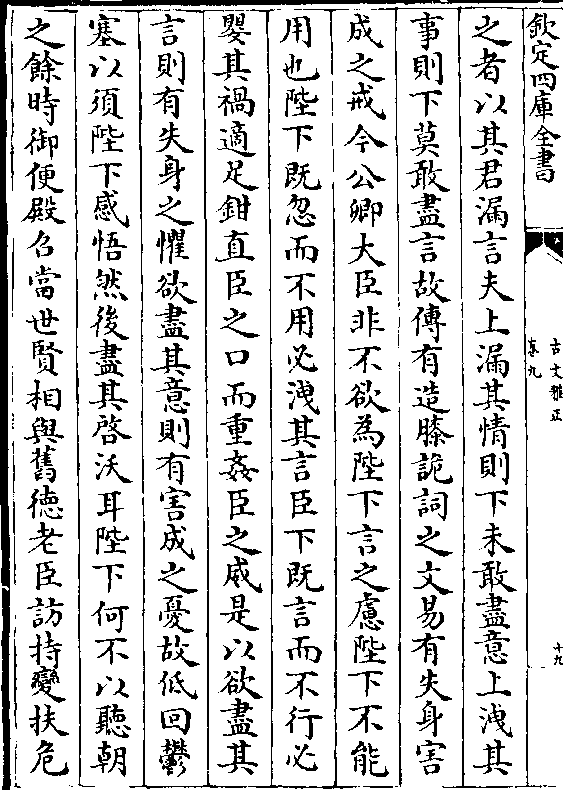 欽定四庫全書
古文雅正
卷九
十九
之者以其君漏言夫上漏其情則下未敢盡意上洩其
事則下莫敢盡言故傳有造膝詭詞之文易有失身害
成之戒今公卿大臣非不欲為陛下言之慮陛下不能
用也陛下既忽而不用必洩其言臣下既言而不行必
嬰其禍適足鉗直臣之口而重姦臣之威是以欲盡其
言則有失身之懼欲盡其意則有害成之憂故低回鬱
塞以須陛下感悟然後盡其啓沃耳陛下何不以聽朝
之餘時御便殿召當世賢相與舊德老臣訪持變扶危